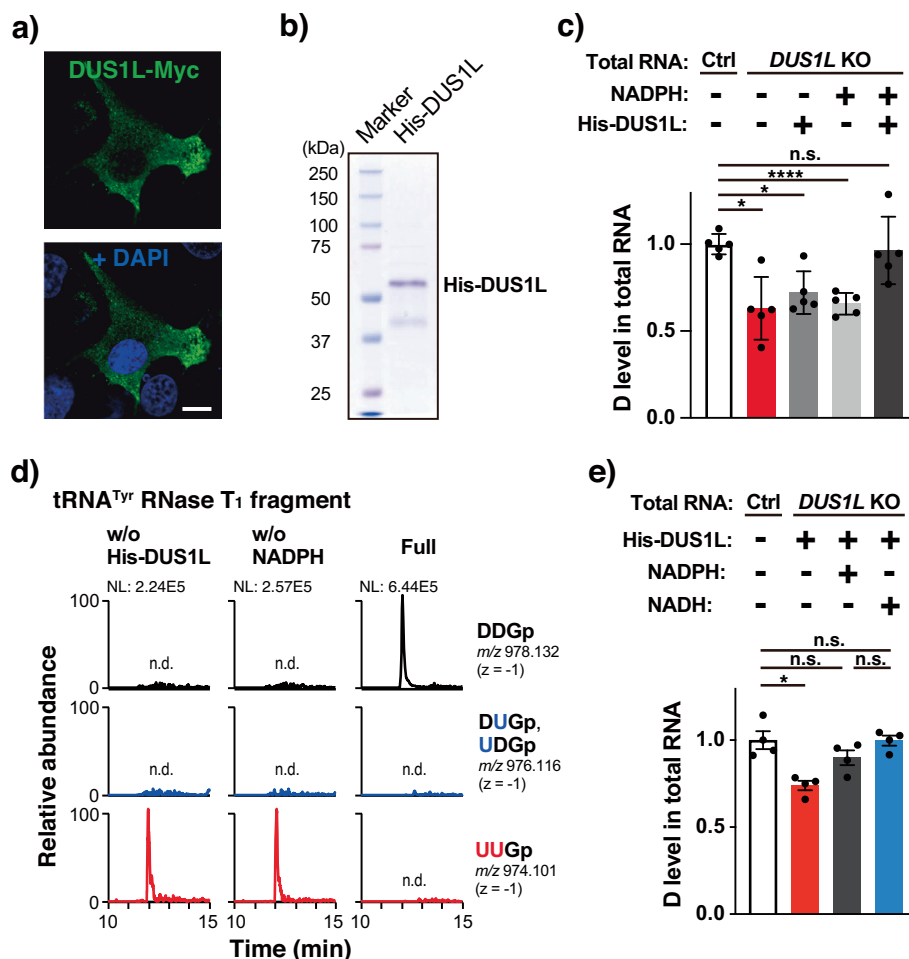 a)
DUS1L-Myc
+ DAPI
b)
Marker
His-DUS1L
(kDa)
250
150
100
75
50
37
25
His-DUS1L
c)
Total RNA: Ctrl DUS1L KO
NADPH: - - - + +
His-DUS1L: - - + - +
n.s.
****
*
*
D level in total RNA
1.0
0.5
0.0
d)
tRNATyr RNase T1 fragment
w/o His-DUS1L
w/o NADPH
Full
NL: 2.24E5 NL: 2.57E5 NL: 6.44E5
100
n.d. n.d.
0
DDGp
m/z 978.132
(z = -1)
100
n.d. n.d. n.d.
0
DUGp,
UDGp
m/z 976.116
(z = -1)
100
n.d.
0
UUGp
m/z 974.101
(z = -1)
10 15 10 15 10 15
Relative abundance
Time (min)
e)
Total RNA: Ctrl DUS1L KO
His-DUS1L: - + + +
NADPH: - - + -
NADH: - - - +
n.s.
n.s. n.s.
*
D level in total RNA
1.0
0.5
0.0